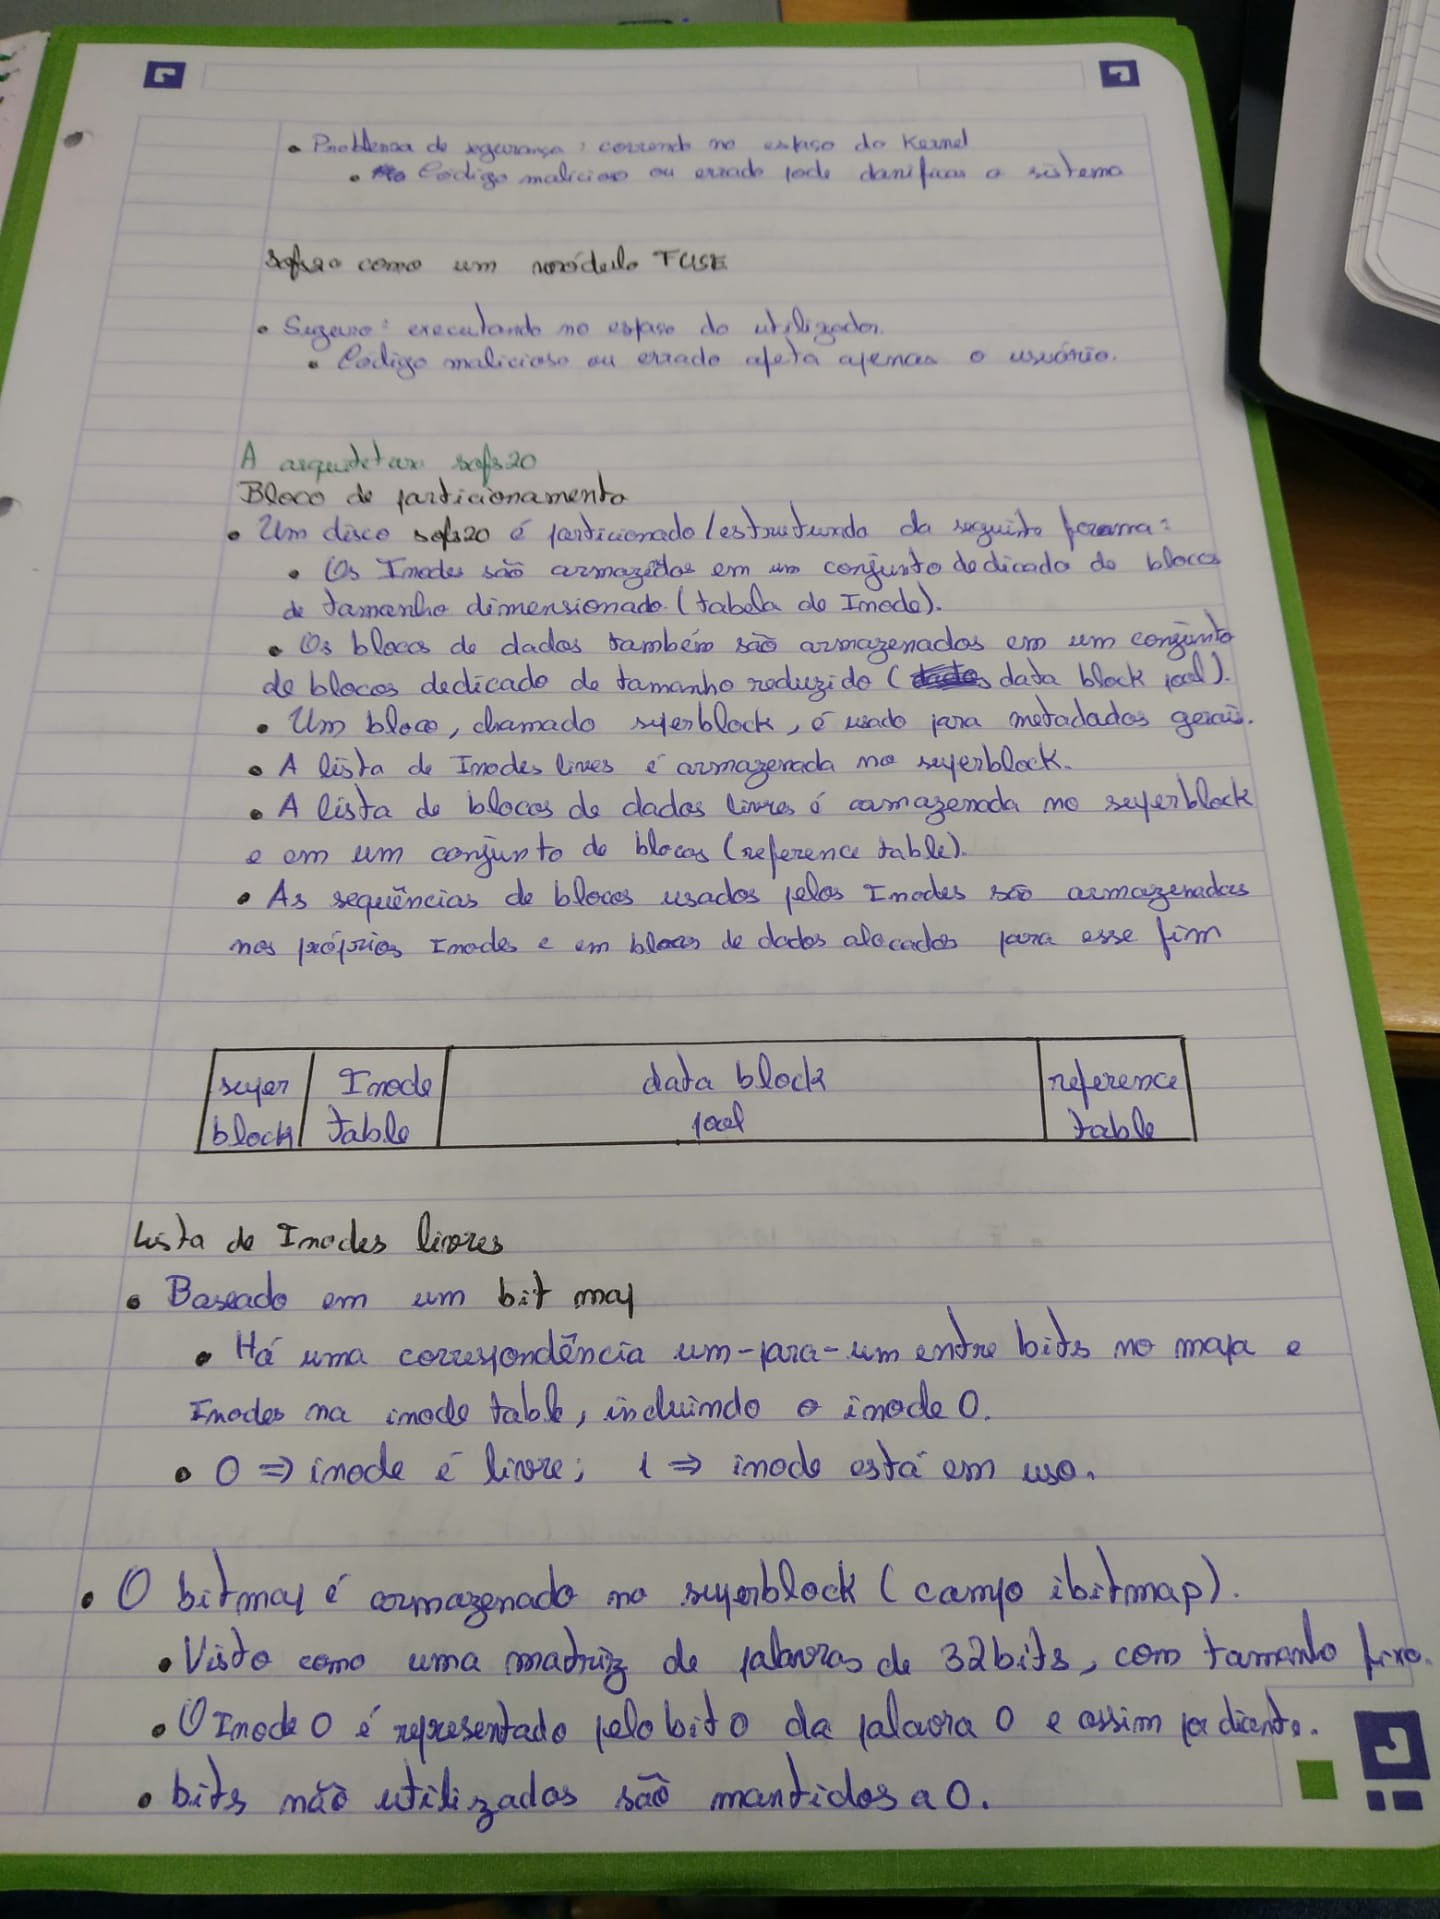 • Problema de segurança: correndo no espaço do Kernel
• Código malicioso ou errado pode danificar o sistema
sofs20 como um módulo FUSE
• Seguro: executando no espaço do utilizador.
• Código malicioso ou errado afeta apenas o usuário.
A arquitetura sofs20
Bloco de particionamento
• Um disco sofs20 é particionado/estruturado da seguinte forma:
• Os Inodes são armazedos em um conjunto dedicado de blocos
de tamanho dimensionado. (tabela de Inode).
• Os blocos de dados também são armazenados em um conjunto
de blocos dedicado de tamanho reduzido (data block pool).
• Um bloco, chamado superblock, é usado para metadados gerais.
• A lista de Inodes livres é armazenada no superblock.
• A lista de blocos de dados livres é armazenada no superblock
e em um conjunto de blocos (reference table).
• As sequências de blocos usados pelos Inodes são armazenadas
nos próprios Inodes e em blocos de dados alocados para esse fim
super Inode data block reference
block table pool table
Lista de Inodes livres
• Baseado em um bit map
• Há uma correspondência um-para-um entre bits no mapa e
Inodes na inode table, incluindo o inode 0.
• 0 ⇒ inode é livre; 1 ⇒ inode está em uso.
• O bitmap é armazenado no superblock (campo ibitmap).
• Visto como uma matriz de palavras de 32bits, com tamanho fixo.
• O Inode 0 é representado pelo bit 0 da palavra 0 e assim por diante.
• bits não utilizados são mantidos a 0.